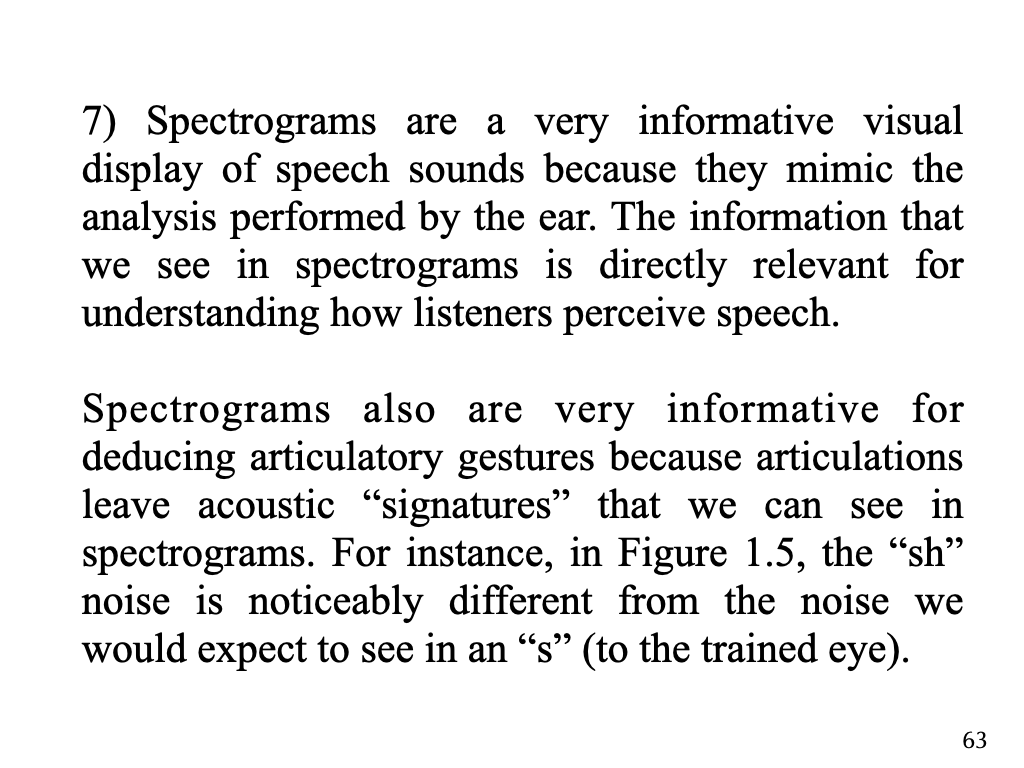 7) Spectrograms are a very informative visual
display of speech sounds because they mimic the
analysis performed by the ear. The information that
we see in spectrograms is directly relevant for
understanding how listeners perceive speech.
Spectrograms also are very informative for
deducing articulatory gestures because articulations
leave acoustic “signatures” that we can see in
spectrograms. For instance, in Figure 1.5, the “sh”
noise is noticeably different from the noise we
would expect to see in an “s” (to the trained eye).
63